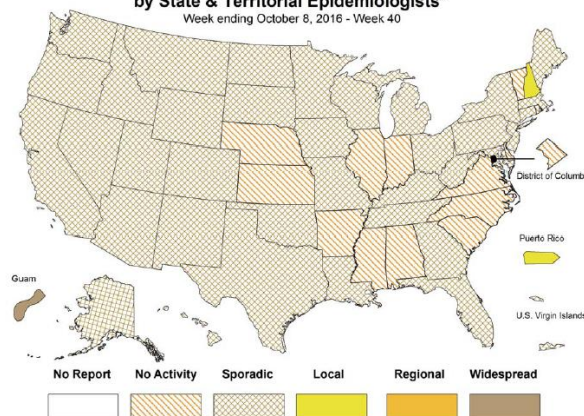 by State & Territorial Epidemiologists
Week ending October 8, 2016 - Week 40
District of Columb
Puerto Rico
Guam
U.S. Virgin Islands
No Report No Activity Sporadic Local Regional Widespread